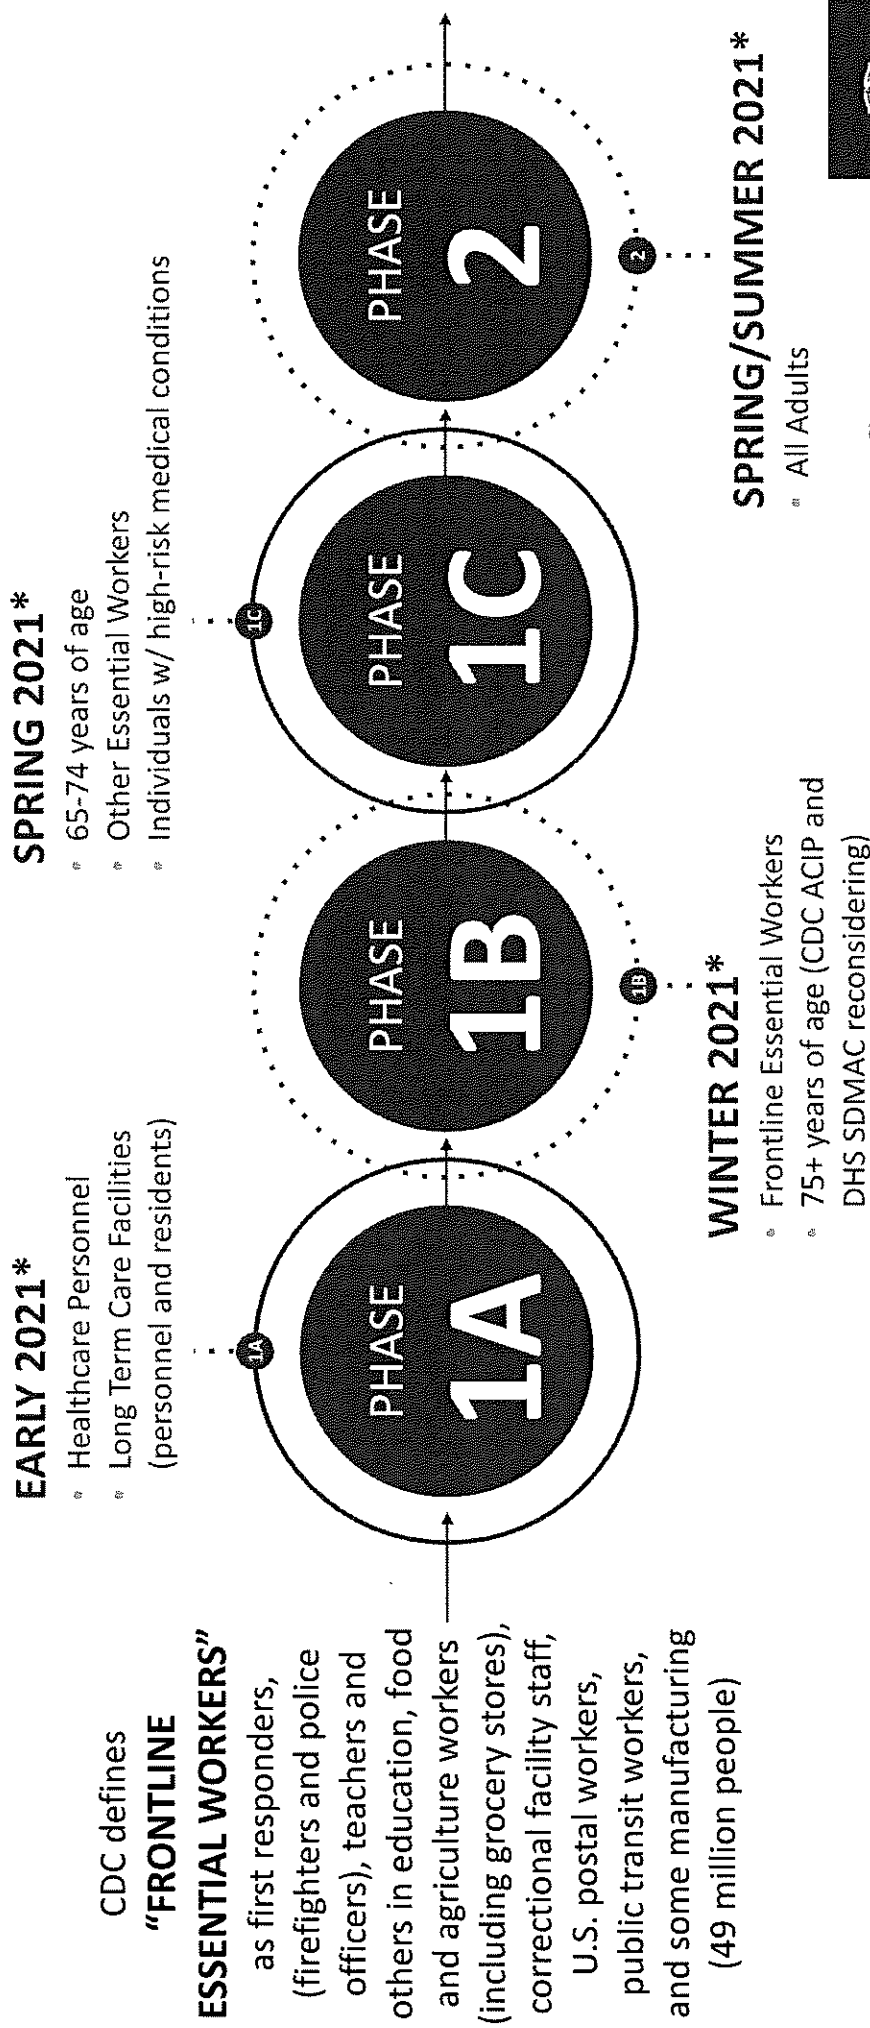 CDC defines
"FRONTLINE
ESSENTIAL WORKERS"
as first responders,
(firefighters and police
officers), teachers and
others in education, food
and agriculture workers
(including grocery stores),
correctional facility staff,
U.S. postal workers,
public transit workers,
and some manufacturing
(49 million people)
EARLY 2021*
• Healthcare Personnel
• Long Term Care Facilities
(personnel and residents)
1A
PHASE
1A
PHASE
1B
1B
WINTER 2021*
• Frontline Essential Workers
• 75+ years of age (CDC ACIP and
DHS SDMAC reconsidering)
SPRING 2021*
• 65-74 years of age
• Other Essential Workers
• Individuals w/ high-risk medical conditions
1C
PHASE
1C
PHASE
2
2
SPRING/SUMMER 2021*
• All Adults